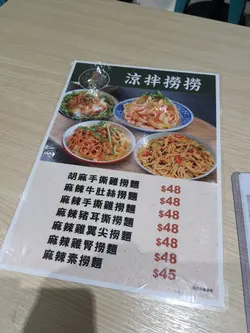 涼拌撈撈
胡麻手撕雞撈麵 $48
麻辣牛肚絲撈麵 $48
麻辣手撕雞撈麵 $48
麻辣豬耳撕撈麵 $48
麻辣雞翼尖撈麵 $48
麻辣雞腎撈麵 $48
麻辣素撈麵 $45